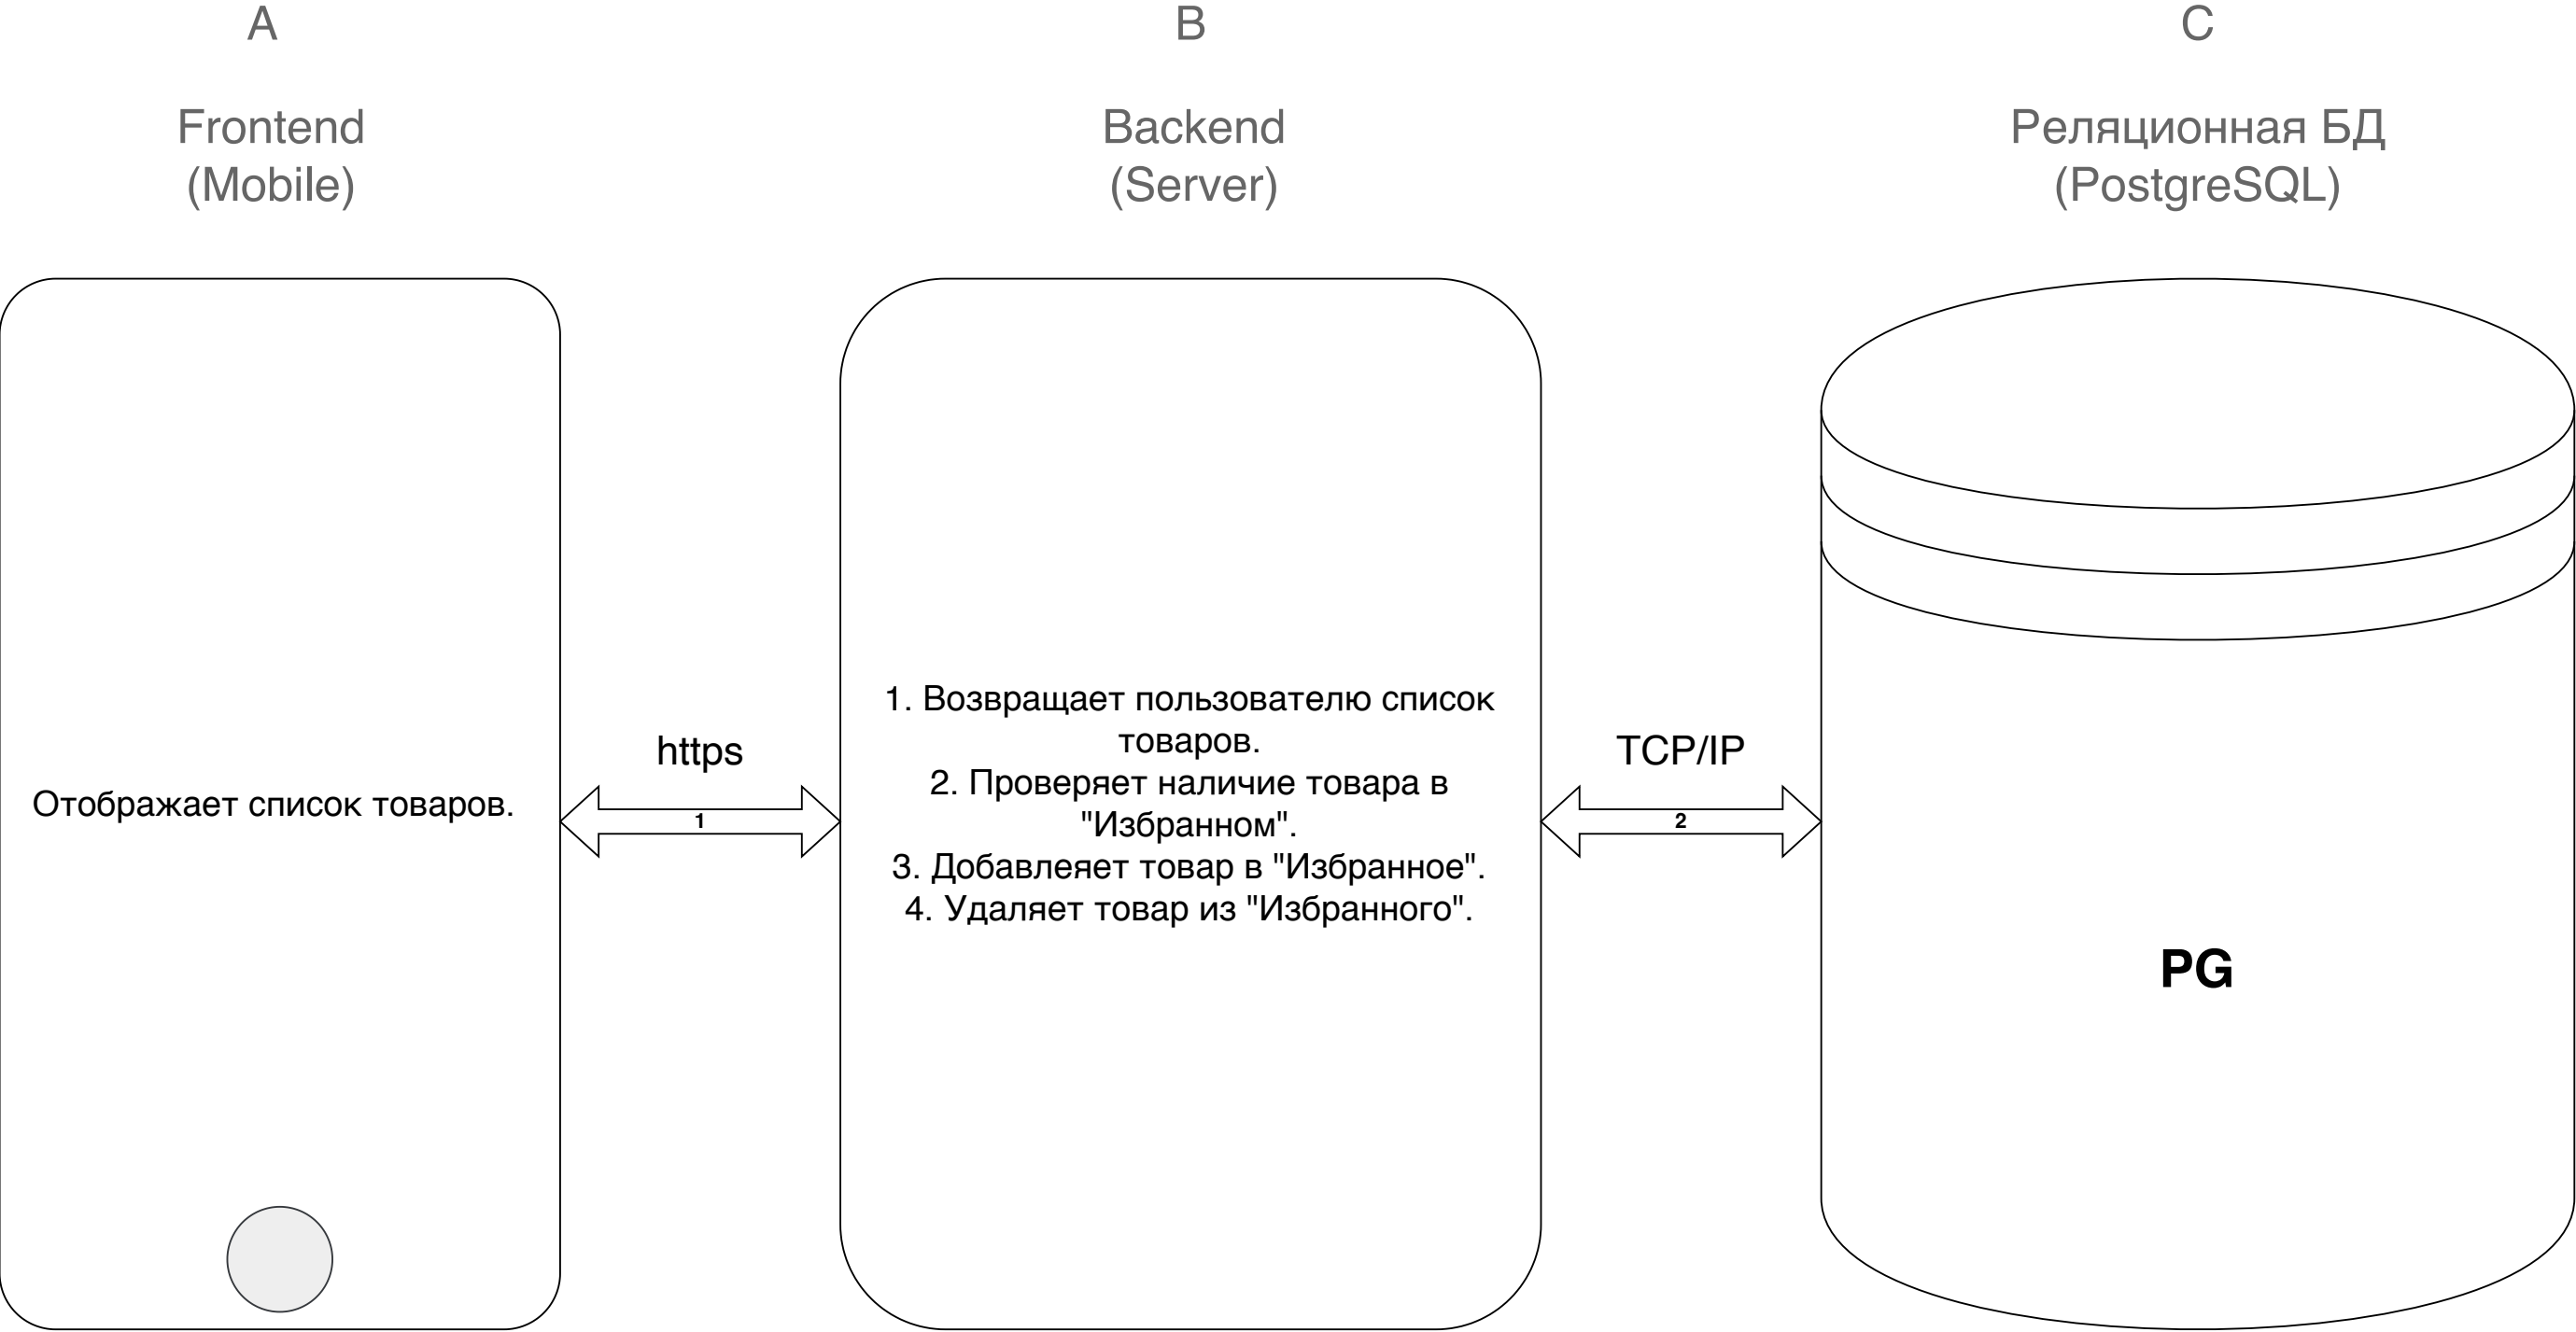 A
Frontend
(Mobile)
Отображает список товаров.
https
1
B
Backend
(Server)
1. Возвращает пользователю список
товаров.
2. Проверяет наличие товара в
"Избранном".
3. Добавлеяет товар в "Избранное".
4. Удаляет товар из "Избранного".
TCP/IP
2
C
Реляционная БД
(PostgreSQL)
PG